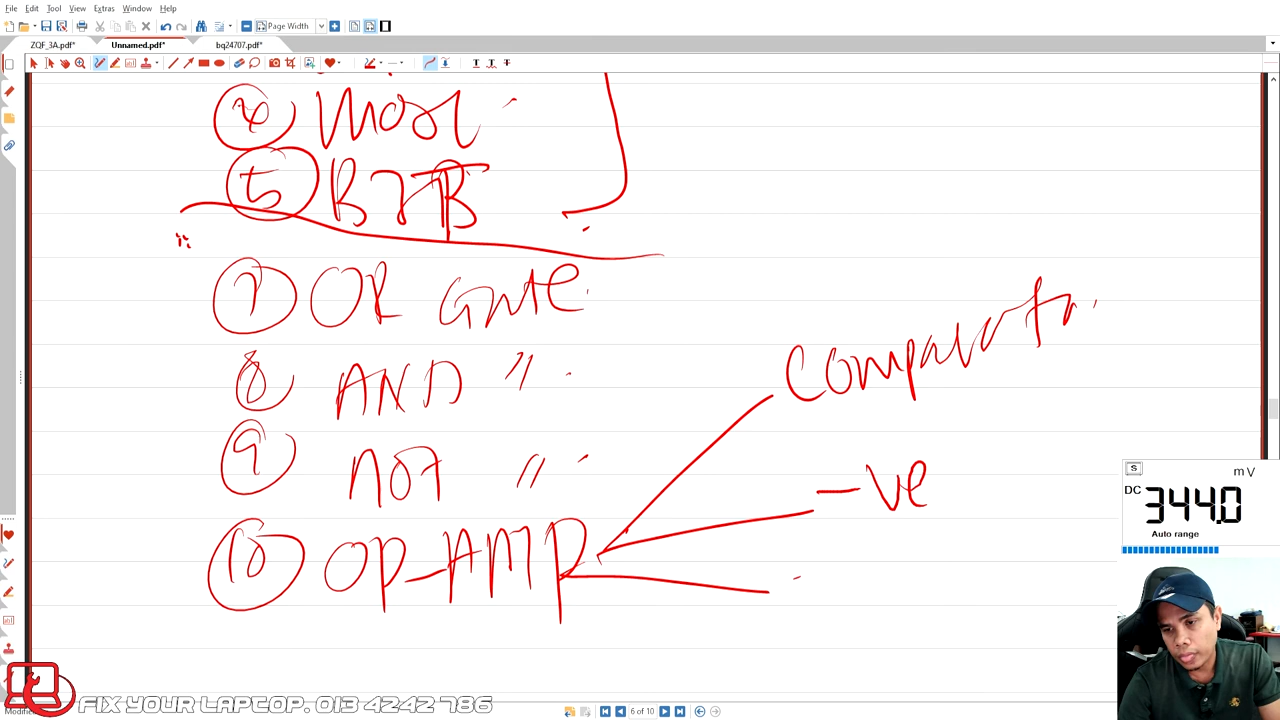 File Edit Tool View Extras Window Help
Page Width
ZQF_3A.pdf* Unnamed.pdf* bq24707.pdf*
4 Mosl
5 BJB
7 OR Gate
8 AND "
9 NOT "
10 OP-AMP
Comparator
-ve
S mV
DC 344.0
Auto range
FIX YOUR LAPTOP. 013 4242 786
6 of 10